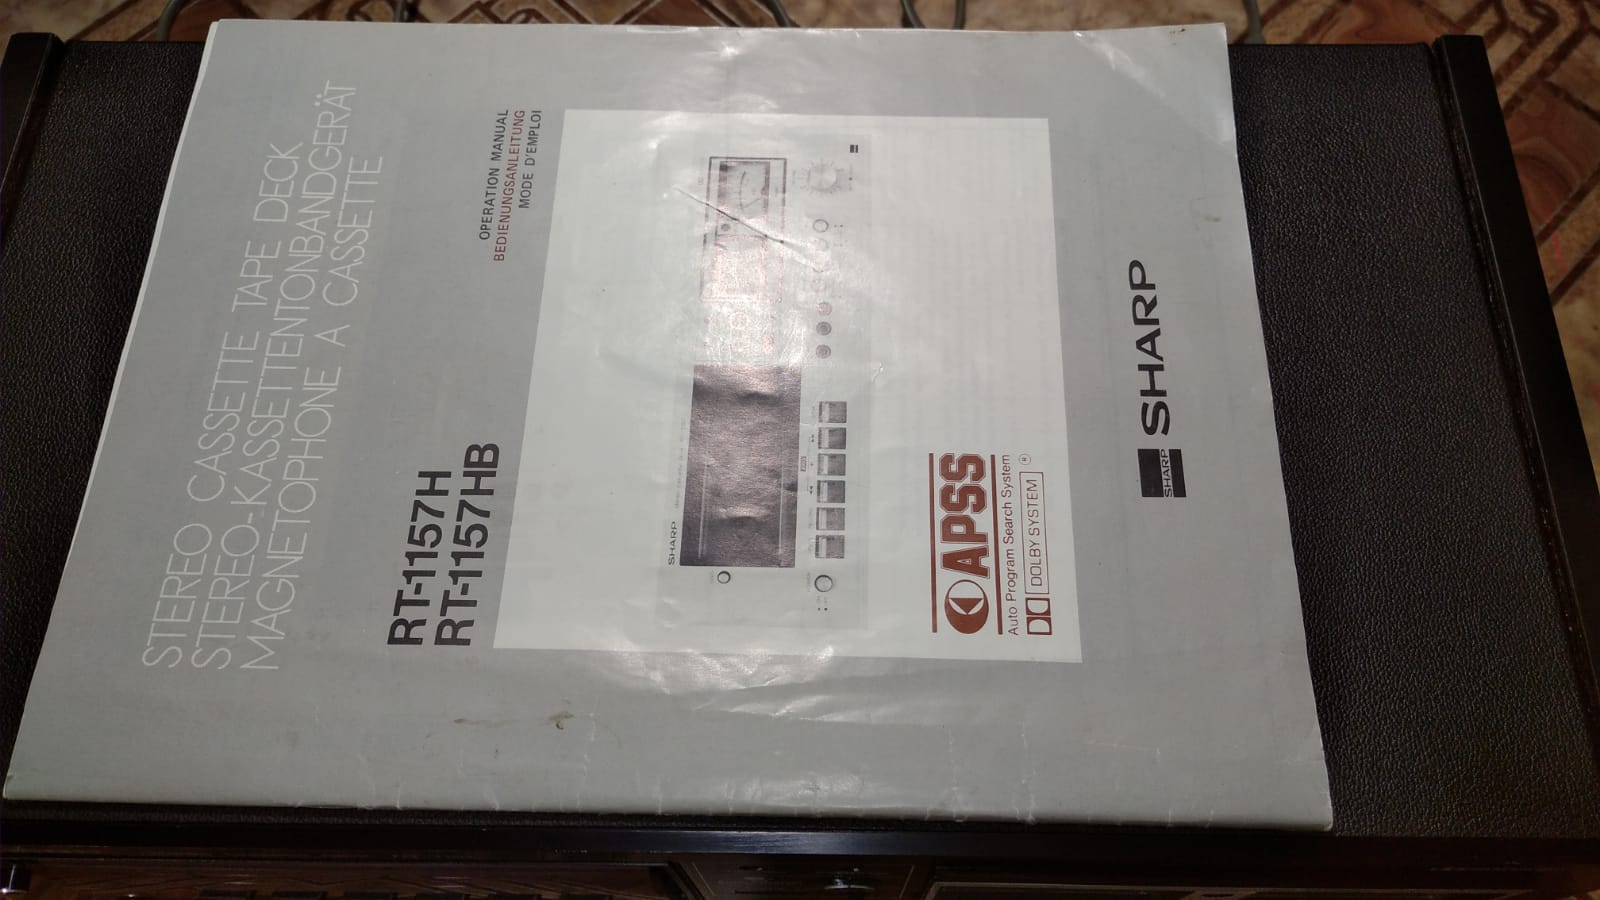 STEREO CASSETTE TAPE DECK
STEREO-KASSETTENTONBANDGERÄT
MAGNETOPHONE A CASSETTE
RT-1157H
RT-1157HB
OPERATION MANUAL
BEDIENUNGSANLEITUNG
MODE D'EMPLOI
SHARP
APSS
Auto Program Search System
DOLBY SYSTEM ®
SHARP
SHARP